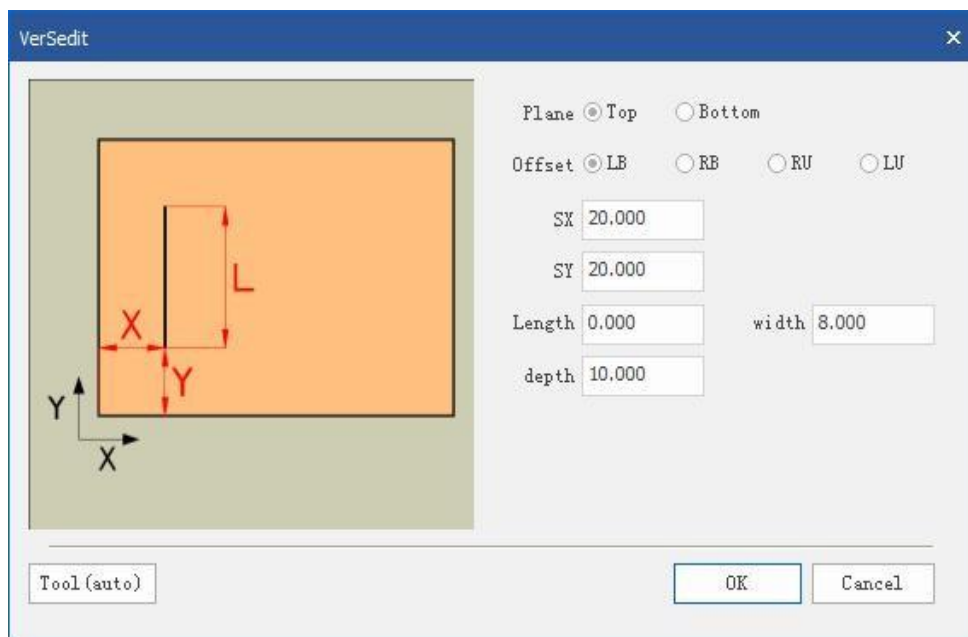 VerSedit ×
Plane Top Bottom
Offset LB RB RU LU
SX 20.000
SY 20.000
Length 0.000 width 8.000
depth 10.000
L
X
Y
Y
X
Tool(auto) OK Cancel